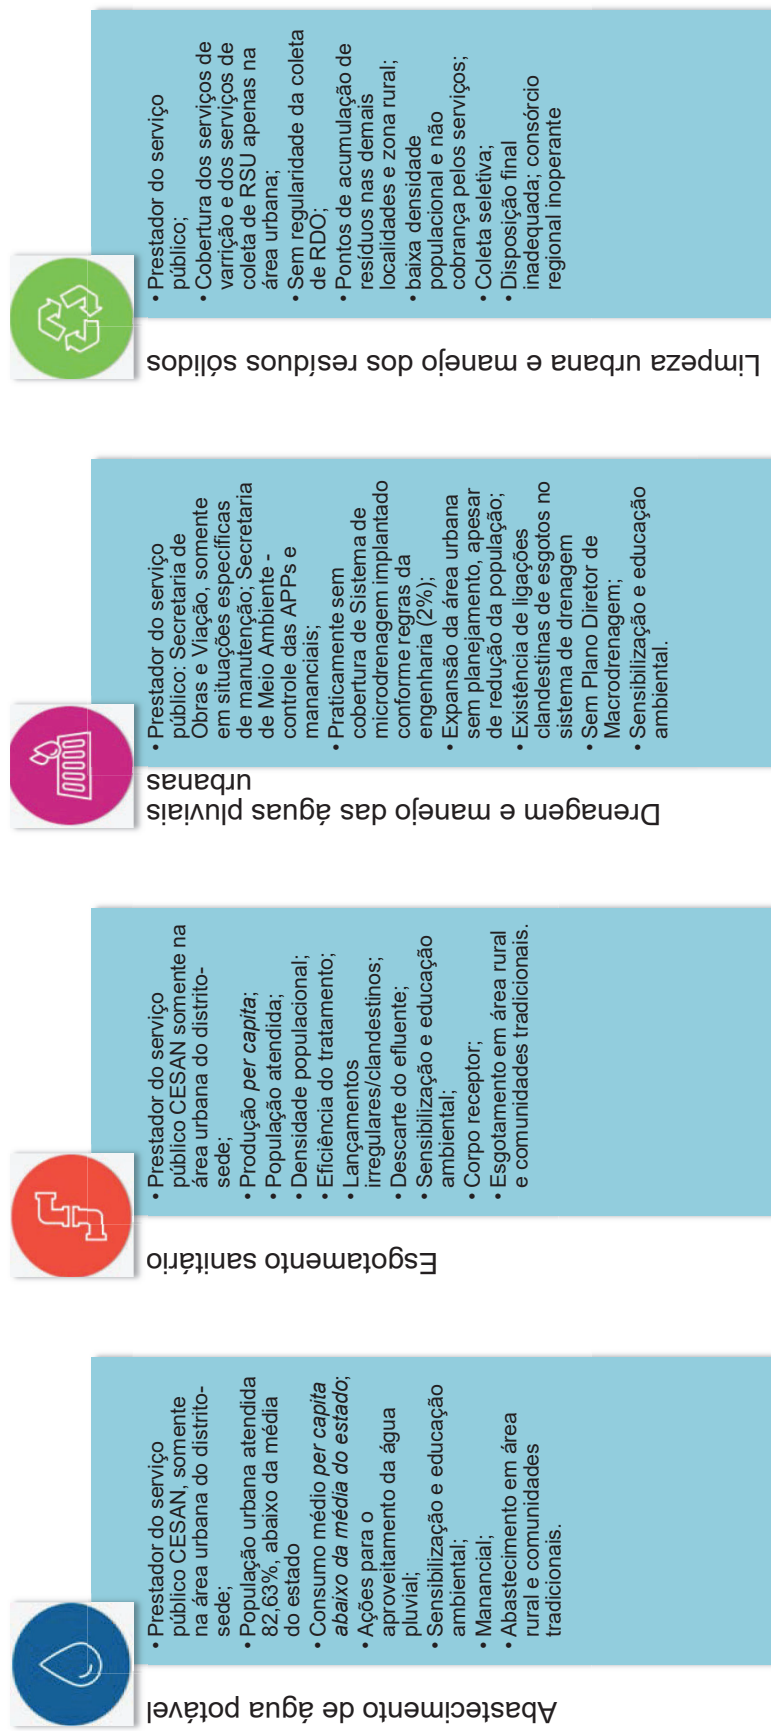 Abastecimento de água potável
• Prestador do serviço
público CESAN, somente
na área urbana do distrito-
sede;
• População urbana atendida
82,63%, abaixo da média
do estado
• Consumo médio per capita
abaixo da média do estado;
• Ações para o
aproveitamento da água
pluvial;
• Sensibilização e educação
ambiental;
• Manancial;
• Abastecimento em área
rural e comunidades
tradicionais.
Esgotamento sanitário
• Prestador do serviço
público CESAN somente na
área urbana do distrito-
sede;
• Produção per capita;
• População atendida;
• Densidade populacional;
• Eficiência do tratamento;
• Lançamentos
irregulares/clandestinos;
• Descarte do efluente;
• Sensibilização e educação
ambiental;
• Corpo receptor;
• Esgotamento em área rural
e comunidades tradicionais.
Drenagem e manejo das águas pluviais
urbanas
• Prestador do serviço
público: Secretaria de
Obras e Viação, somente
em situações específicas
de manutenção; Secretaria
de Meio Ambiente -
controle das APPs e
mananciais;
• Praticamente sem
cobertura de Sistema de
microdrenagem implantado
conforme regras da
engenharia (2%);
• Expansão da área urbana
sem planejamento, apesar
de redução da população;
• Existência de ligações
clandestinas de esgotos no
sistema de drenagem
• Sem Plano Diretor de
Macrodrenagem;
• Sensibilização e educação
ambiental.
Limpeza urbana e manejo dos resíduos sólidos
• Prestador do serviço
público;
• Cobertura dos serviços de
varrição e dos serviços de
coleta de RSU apenas na
área urbana;
• Sem regularidade da coleta
de RDO;
• Pontos de acumulação de
resíduos nas demais
localidades e zona rural;
• baixa densidade
populacional e não
cobrança pelos serviços;
• Coleta seletiva;
• Disposição final
inadequada; consórcio
regional inoperante